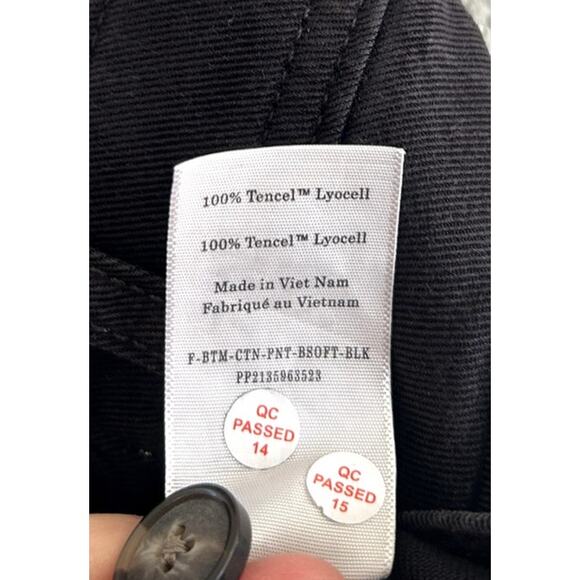 100% Tencel™ Lyocell
100% Tencel™ Lyocell
Made in Viet Nam
Fabriqué au Vietnam
F-BTM-CTN-PNT-BSOFT-BLK
PP2135963523
QC
PASSED
14
QC
PASSED
15